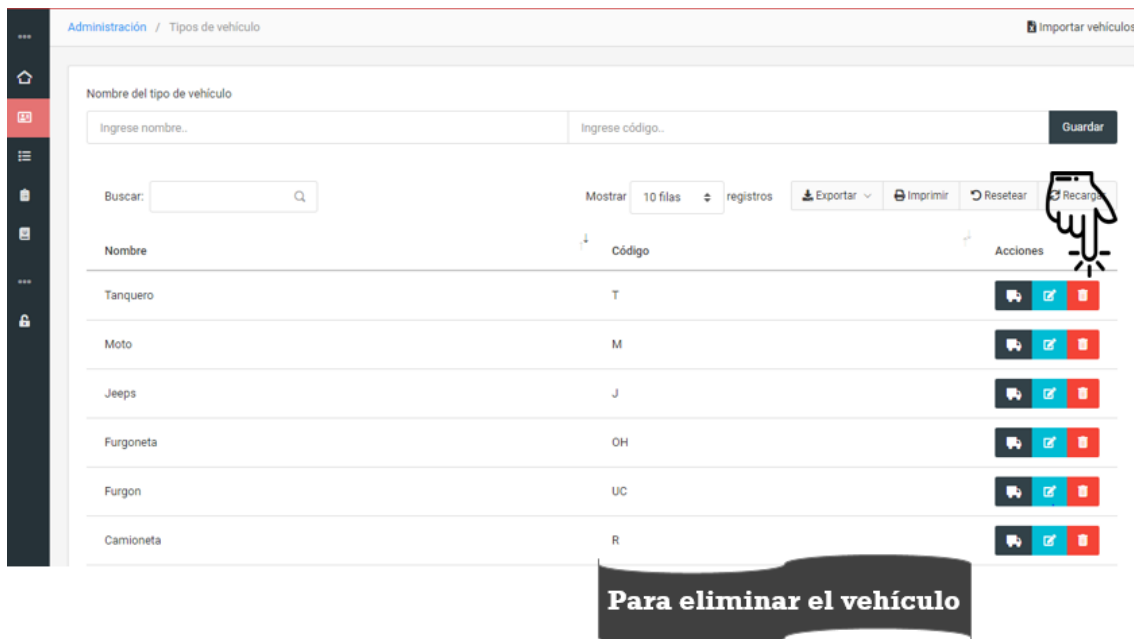 Administración / Tipos de vehículo Importar vehículos
Nombre del tipo de vehículo
Ingrese nombre.. Ingrese código.. Guardar
Buscar: Mostrar 10 filas registros Exportar Imprimir Resetear Recargar
Nombre Código Acciones
Tanquero T
Moto M
Jeeps J
Furgoneta OH
Furgon UC
Camioneta R
Para eliminar el vehículo